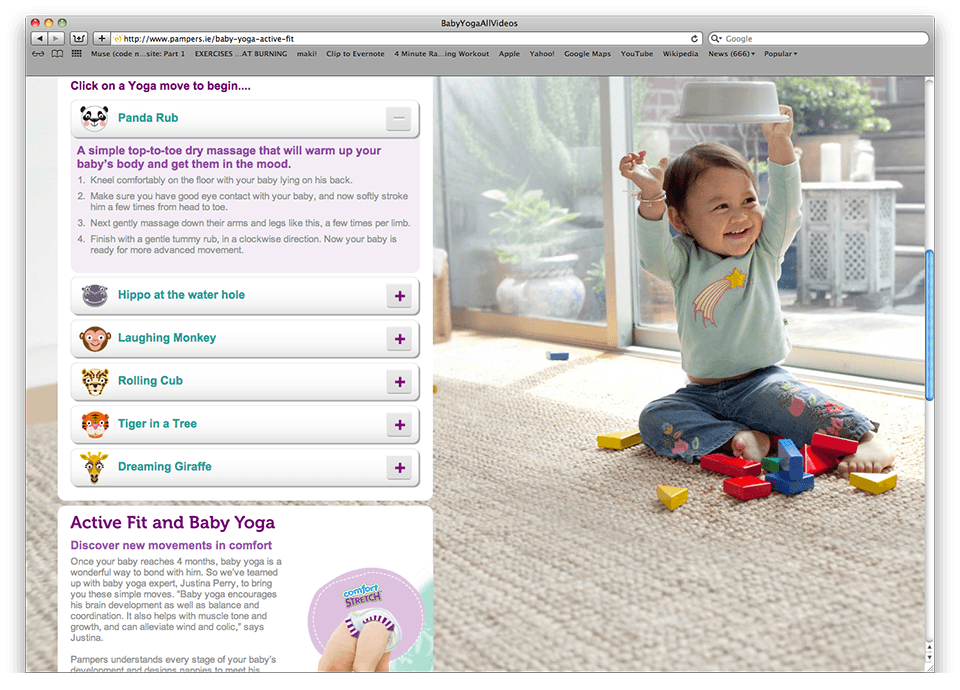 BabyYogaAllVideos
http://www.pampers.ie/baby-yoga-active-fit
Google
Muse (code n...site: Part 1 EXERCISES ...AT BURNING maki! Clip to Evernote 4 Minute Ra...ing Workout Apple Yahoo! Google Maps YouTube Wikipedia News (666) Popular
Click on a Yoga move to begin....
Panda Rub
A simple top-to-toe dry massage that will warm up your
baby's body and get them in the mood.
1. Kneel comfortably on the floor with your baby lying on his back.
2. Make sure you have good eye contact with your baby, and now softly stroke
him a few times from head to toe.
3. Next gently massage down their arms and legs like this, a few times per limb.
4. Finish with a gentle tummy rub, in a clockwise direction. Now your baby is
ready for more advanced movement.
Hippo at the water hole
Laughing Monkey
Rolling Cub
Tiger in a Tree
Dreaming Giraffe
Active Fit and Baby Yoga
Discover new movements in comfort
Once your baby reaches 4 months, baby yoga is a
wonderful way to bond with him. So we've teamed
up with baby yoga expert, Justina Perry, to bring
you these simple moves. "Baby yoga encourages
his brain development as well as balance and
coordination. It also helps with muscle tone and
growth, and can alleviate wind and colic," says
Justina.
comfort
STRETCH
Pampers understands every stage of your baby's
development and designs nappies to meet his